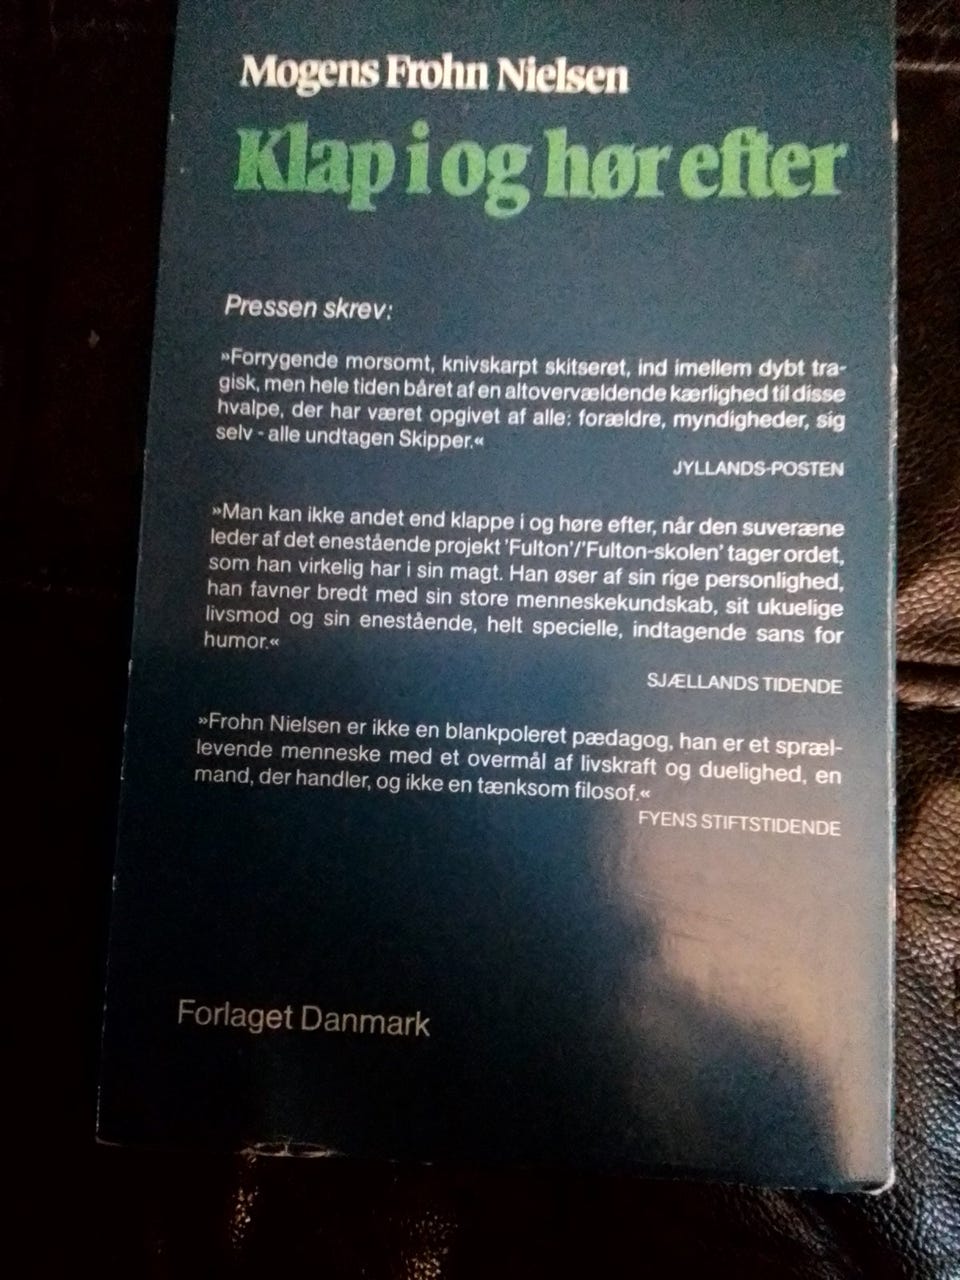 Mogens Frohn Nielsen
Klap i og hør efter
Pressen skrev:
»Forrygende morsomt, knivskarpt skitseret, ind imellem dybt tra-
gisk, men hele tiden båret af en altovervældende kærlighed til disse
hvalpe, der har været opgivet af alle: forældre, myndigheder, sig
selv - alle undtagen Skipper.«
JYLLANDS-POSTEN
»Man kan ikke andet end klappe i og høre efter, når den suveræne
leder af det enestående projekt 'Fulton'/'Fulton-skolen' tager ordet,
som han virkelig har i sin magt. Han øser af sin rige personlighed,
han favner bredt med sin store menneskekundskab, sit ukuelige
livsmod og sin enestående, helt specielle, indtagende sans for
humor.«
SJÆLLANDS TIDENDE
»Frohn Nielsen er ikke en blankpoleret pædagog, han er et spræl-
levende menneske med et overmål af livskraft og duelighed, en
mand, der handler, og ikke en tænksom filosof.«
FYENS STIFTSTIDENDE
Forlaget Danmark